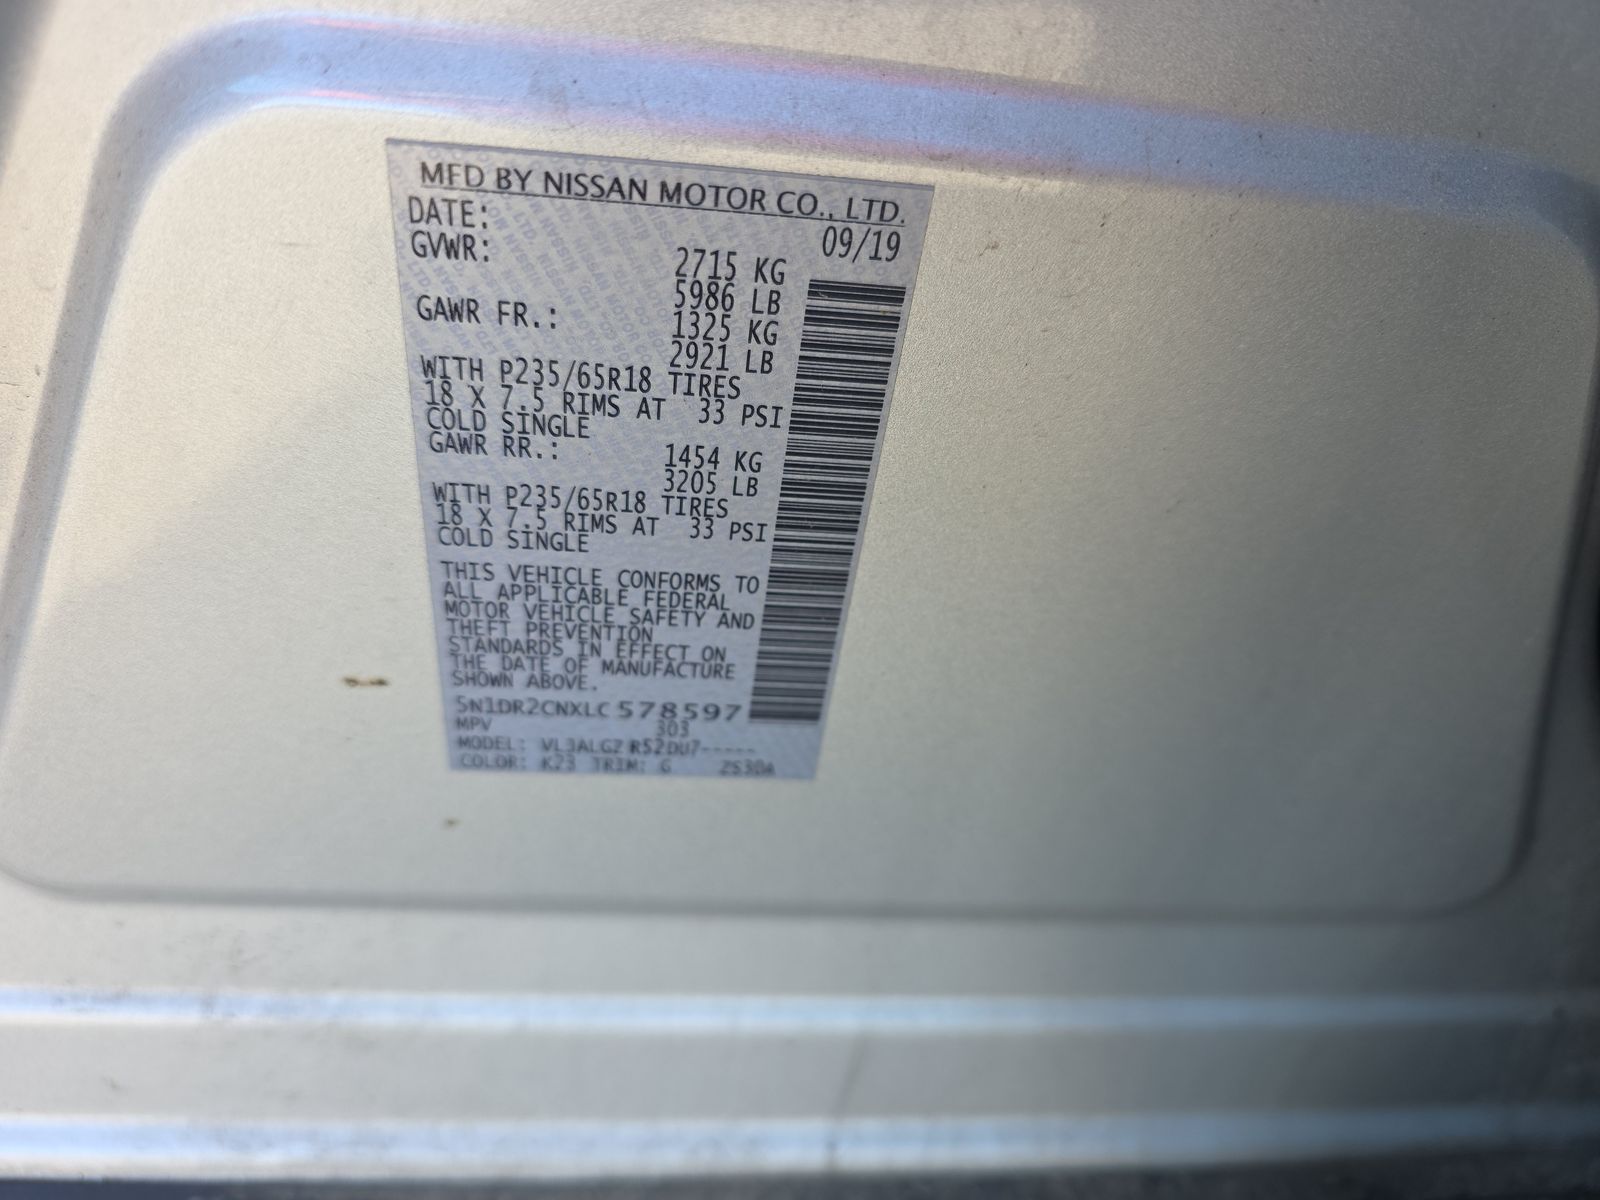 MFD BY NISSAN MOTOR CO., LTD.
DATE: 09/19
GVWR: 2715 KG
5986 LB
GAWR FR.: 1325 KG
2921 LB
WITH P235/65R18 TIRES
18 X 7.5 RIMS AT 33 PSI
COLD SINGLE
GAWR RR.: 1454 KG
3205 LB
WITH P235/65R18 TIRES
18 X 7.5 RIMS AT 33 PSI
COLD SINGLE
THIS VEHICLE CONFORMS TO
ALL APPLICABLE FEDERAL
MOTOR VEHICLE SAFETY AND
THEFT PREVENTION
STANDARDS IN EFFECT ON
THE DATE OF MANUFACTURE
SHOWN ABOVE.
5N1DR2CNXLC578597
MPV 303
MODEL: VL3ALGZ R52DU7-----
COLOR: K23 TRIM: G 2S30A